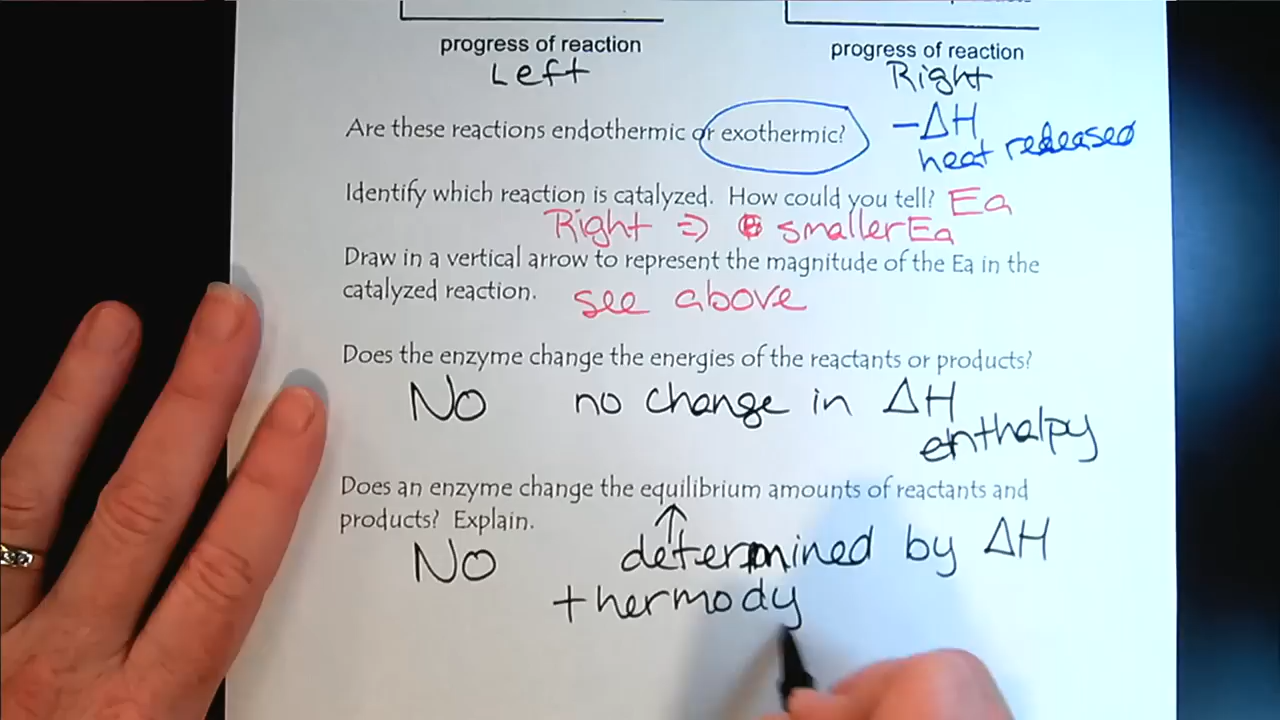 progress of reaction progress of reaction
Left Right
Are these reactions endothermic or exothermic? -ΔH
heat released
Identify which reaction is catalyzed. How could you tell? Ea
Right ⇒ smaller Ea
Draw in a vertical arrow to represent the magnitude of the Ea in the
catalyzed reaction. see above
Does the enzyme change the energies of the reactants or products?
No no change in ΔH
enthalpy
Does an enzyme change the equilibrium amounts of reactants and
products? Explain.
No determined by ΔH
thermody